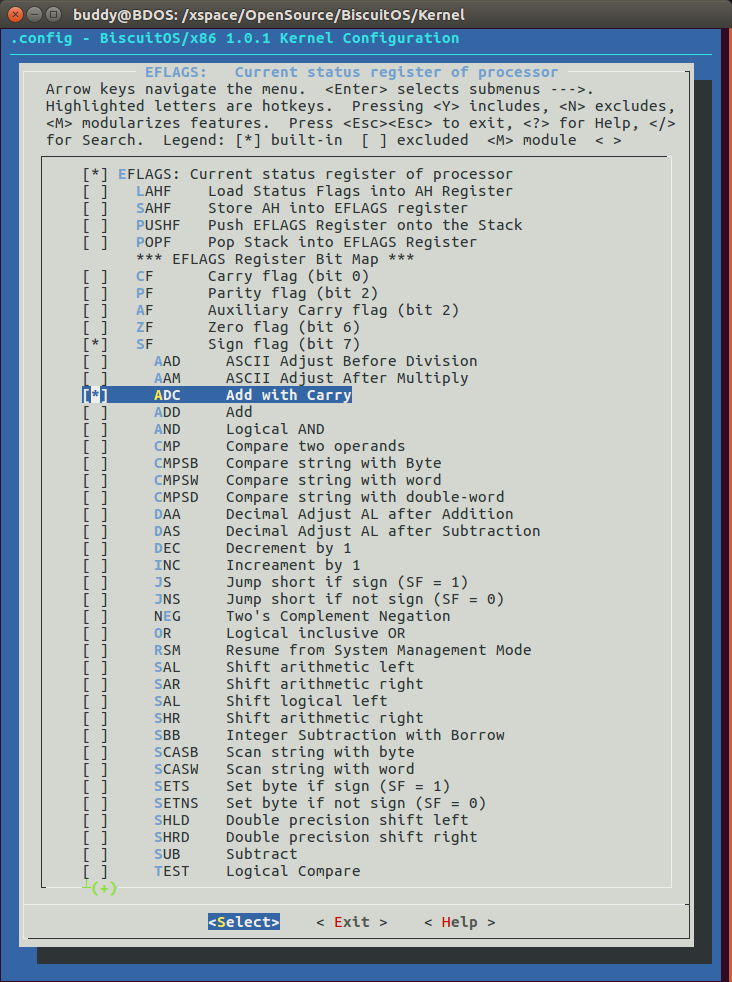 buddy@BDOS: /xspace/OpenSource/BiscuitOS/Kernel
.config - BiscuitOS/x86 1.0.1 Kernel Configuration
EFLAGS:   Current status register of processor
Arrow keys navigate the menu.  <Enter> selects submenus --->.
Highlighted letters are hotkeys.  Pressing <Y> includes, <N> excludes,
<M> modularizes features.  Press <Esc><Esc> to exit, <?> for Help, </>
for Search.  Legend: [*] built-in  [ ] excluded  <M> module  < >
[*] EFLAGS: Current status register of processor
[ ]   LAHF    Load Status Flags into AH Register
[ ]   SAHF    Store AH into EFLAGS register
[ ]   PUSHF   Push EFLAGS Register onto the Stack
[ ]   POPF    Pop Stack into EFLAGS Register
*** EFLAGS Register Bit Map ***
[ ]   CF      Carry flag (bit 0)
[ ]   PF      Parity flag (bit 2)
[ ]   AF      Auxiliary Carry flag (bit 2)
[ ]   ZF      Zero flag (bit 6)
[*]   SF      Sign flag (bit 7)
[ ]     AAD     ASCII Adjust Before Division
[ ]     AAM     ASCII Adjust After Multiply
[*]     ADC     Add with Carry
[ ]     ADD     Add
[ ]     AND     Logical AND
[ ]     CMP     Compare two operands
[ ]     CMPSB   Compare string with Byte
[ ]     CMPSW   Compare string with word
[ ]     CMPSD   Compare string with double-word
[ ]     DAA     Decimal Adjust AL after Addition
[ ]     DAS     Decimal Adjust AL after Subtraction
[ ]     DEC     Decrement by 1
[ ]     INC     Increament by 1
[ ]     JS      Jump short if sign (SF = 1)
[ ]     JNS     Jump short if not sign (SF = 0)
[ ]     NEG     Two's Complement Negation
[ ]     OR      Logical inclusive OR
[ ]     RSM     Resume from System Management Mode
[ ]     SAL     Shift arithmetic left
[ ]     SAR     Shift arithmetic right
[ ]     SAL     Shift logical left
[ ]     SHR     Shift arithmetic right
[ ]     SBB     Integer Subtraction with Borrow
[ ]     SCASB   Scan string with byte
[ ]     SCASW   Scan string with word
[ ]     SETS    Set byte if sign (SF = 1)
[ ]     SETNS   Set byte if not sign (SF = 0)
[ ]     SHLD    Double precision shift left
[ ]     SHRD    Double precision shift right
[ ]     SUB     Subtract
[ ]     TEST    Logical Compare
(+)
<Select>    < Exit >    < Help >